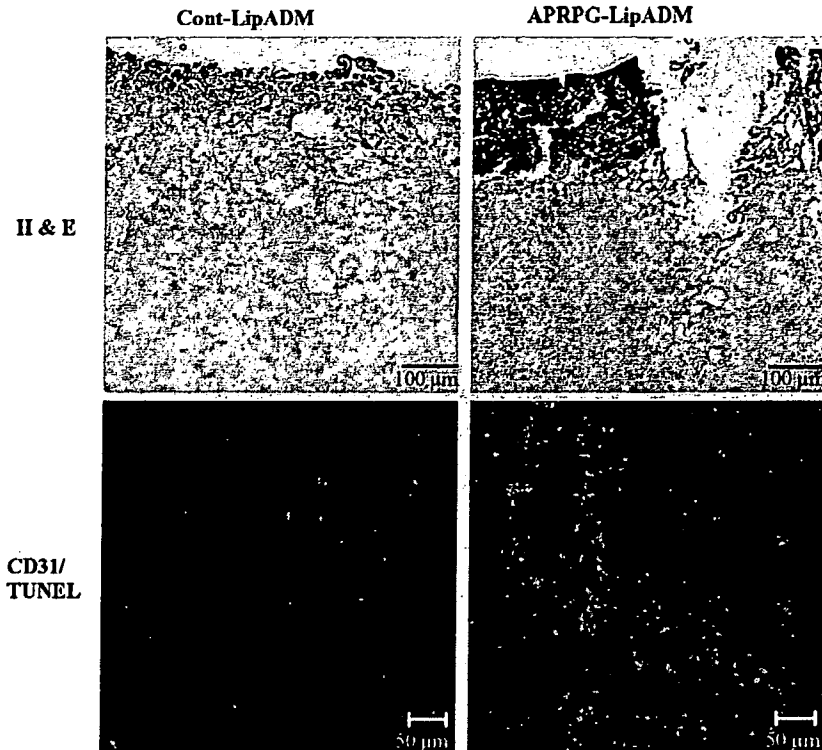 Cont-LipADM
APRPG-LipADM
H & E
100 μm
100 μm
CD31/
TUNEL
50 μm
50 μm